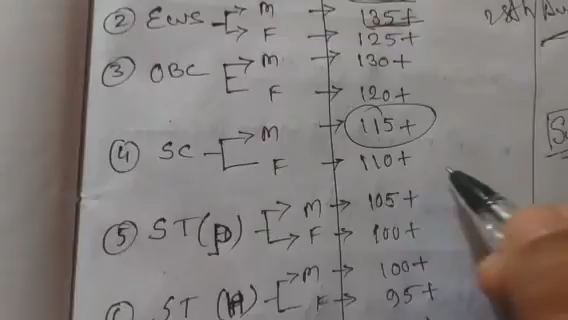 ② EWS M → 135+
F → 125+
③ OBC M → 130+
F → 120+
④ SC M → 115+
F → 110+
⑤ ST(P) M → 105+
F → 100+
ST (H) M → 100+
F → 95+
28th